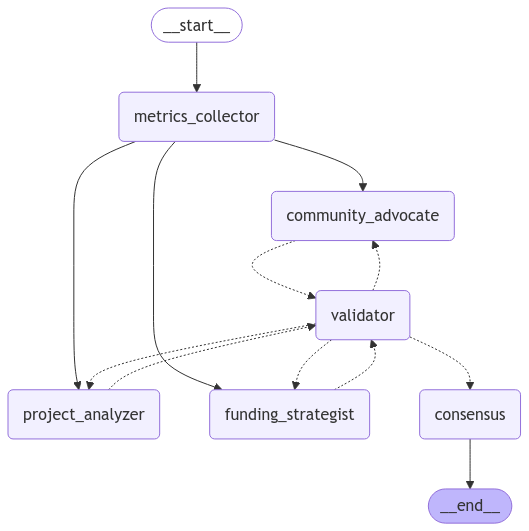 __start__
metrics_collector
community_advocate
validator
project_analyzer
funding_strategist
consensus
__end__